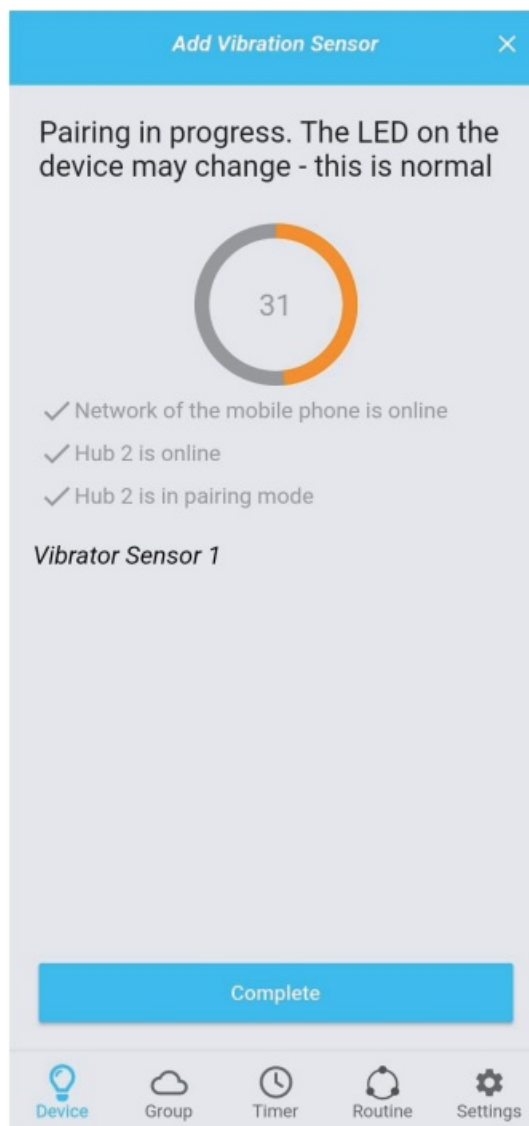 Add Vibration Sensor
Pairing in progress. The LED on the
device may change - this is normal
31
Network of the mobile phone is online
Hub 2 is online
Hub 2 is in pairing mode
Vibrator Sensor 1
Complete
Device Group Timer Routine Settings